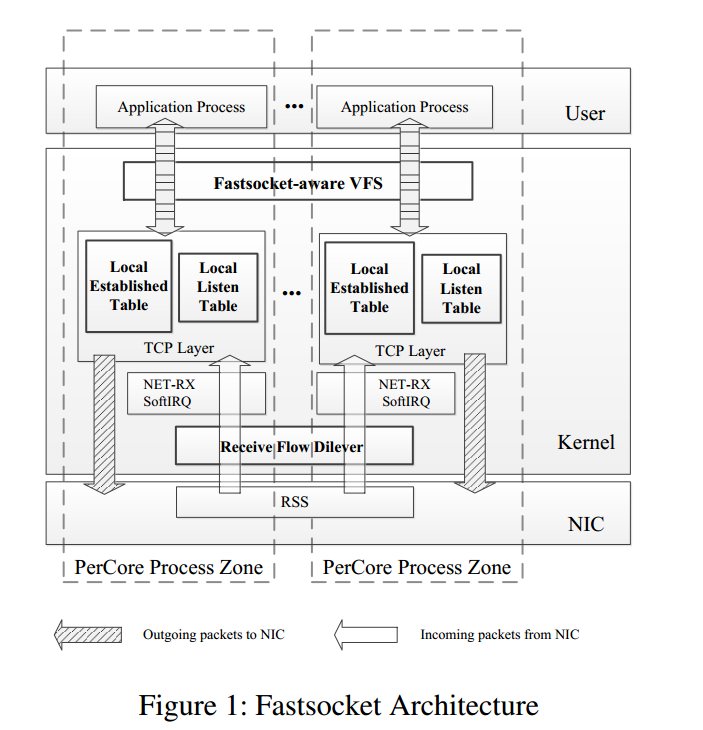 Application Process
...
Application Process
User
Fastsocket-aware VFS
Local
Established
Table
Local
Listen
Table
TCP Layer
...
Local
Established
Table
Local
Listen
Table
TCP Layer
NET-RX
SoftIRQ
NET-RX
SoftIRQ
Receive Flow Dilever
Kernel
RSS
NIC
PerCore Process Zone
PerCore Process Zone
Outgoing packets to NIC
Incoming packets from NIC
Figure 1: Fastsocket Architecture